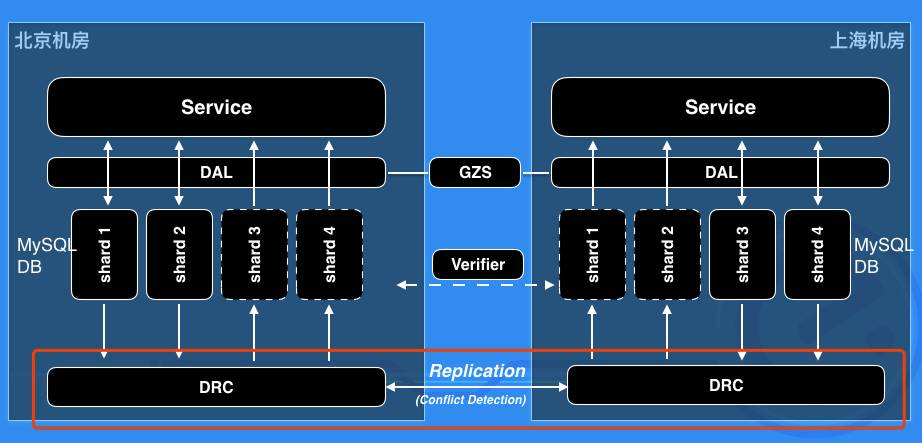 北京机房
上海机房
Service
Service
DAL
GZS
DAL
MySQL
DB
shard 1
shard 2
shard 3
shard 4
Verifier
shard 1
shard 2
shard 3
shard 4
MySQL
DB
Replication
(Conflict Detection)
DRC
DRC